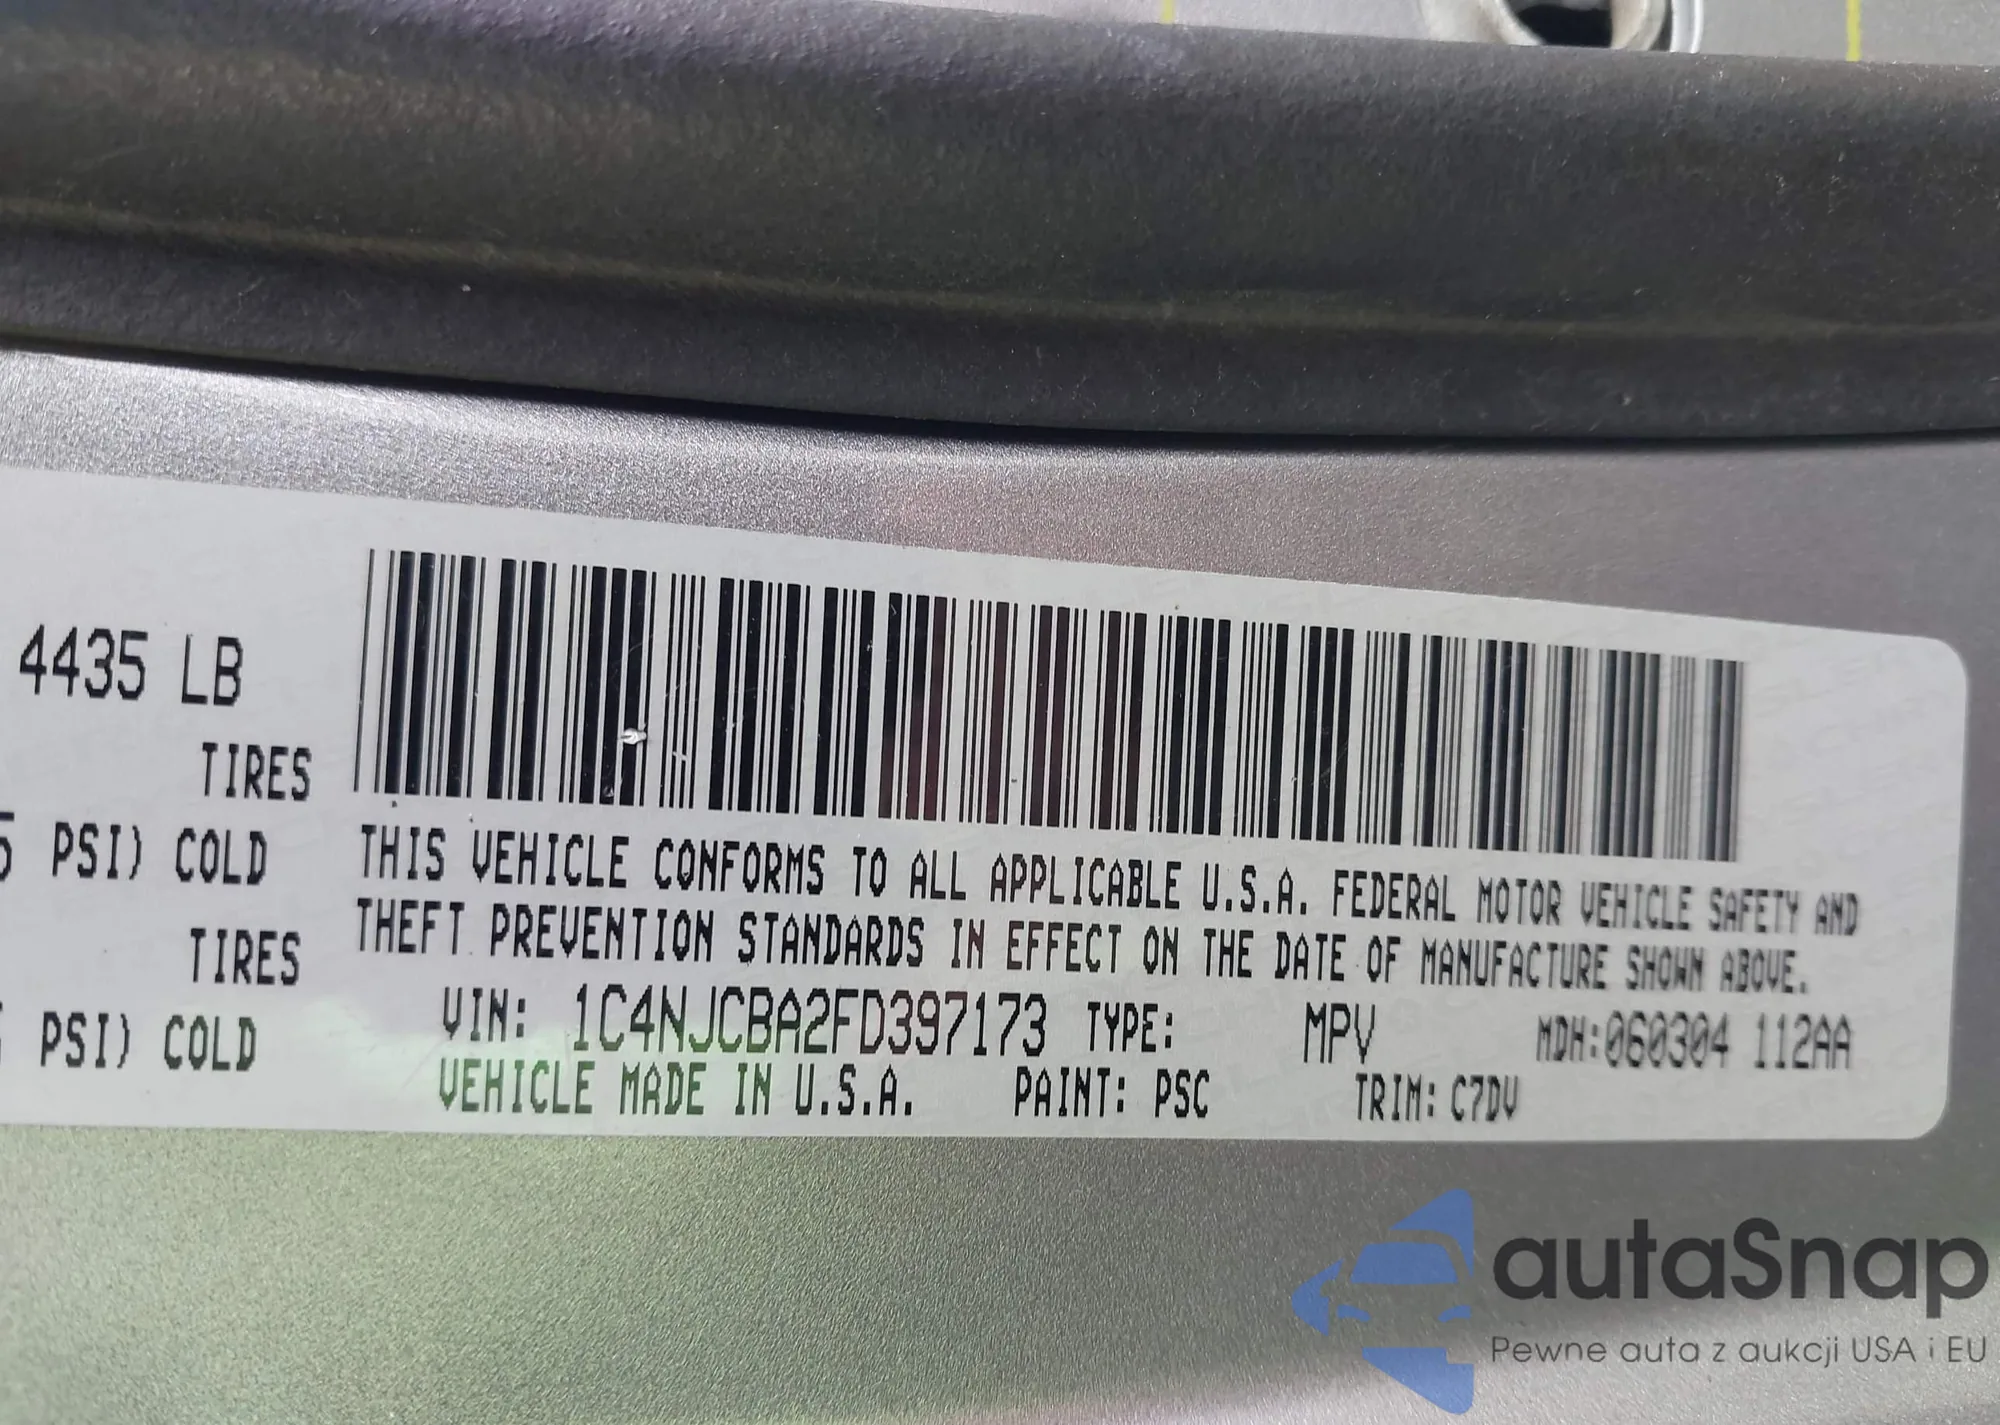 4435 LB
TIRES
PSI) COLD
TIRES
PSI) COLD
THIS VEHICLE CONFORMS TO ALL APPLICABLE U.S.A. FEDERAL MOTOR VEHICLE SAFETY AND
THEFT PREVENTION STANDARDS IN EFFECT ON THE DATE OF MANUFACTURE SHOWN ABOVE.
VIN: 1C4NJCBA2FD397173 TYPE: MPV MDH:060304 112AA
VEHICLE MADE IN U.S.A. PAINT: PSC TRIM: C7DV
autaSnap
Pewne auta z aukcji USA i EU